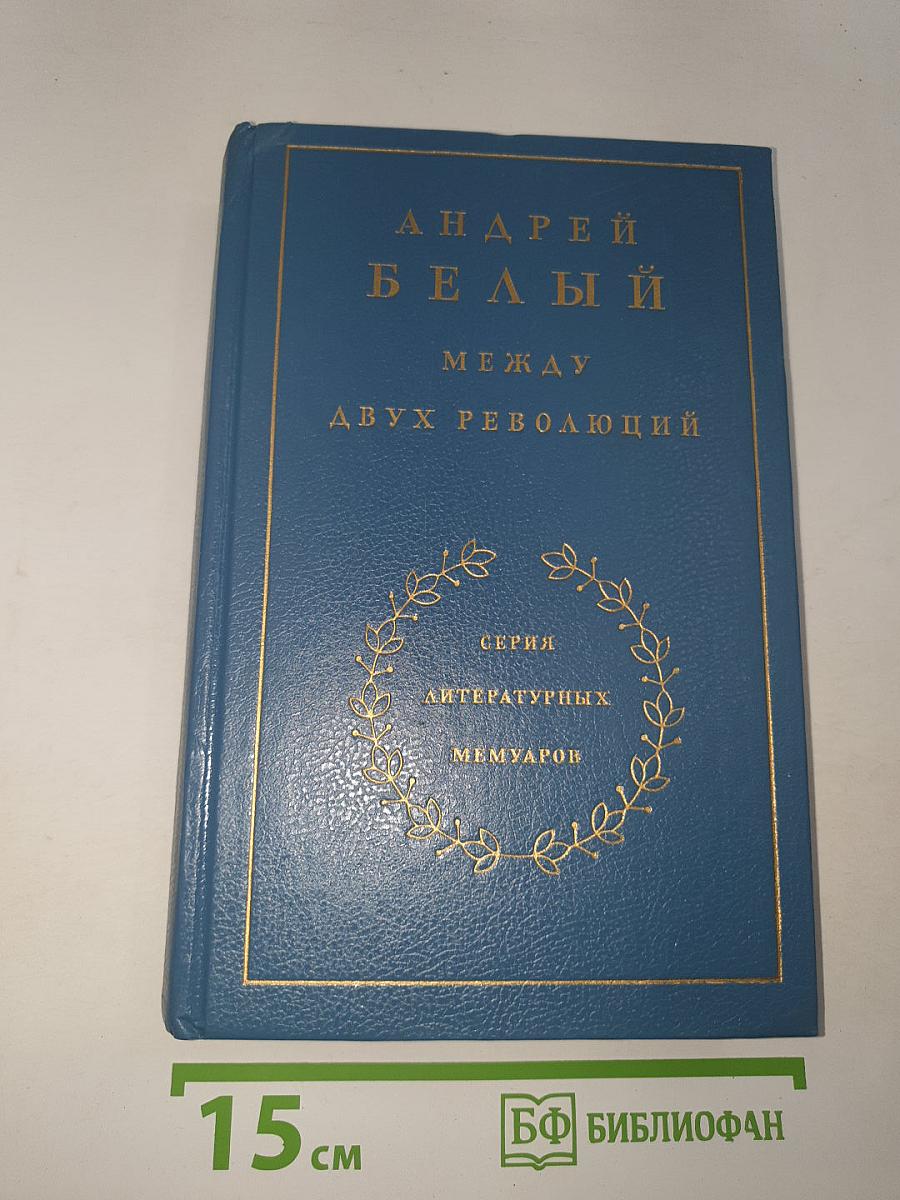 АНДРЕЙ
БЕЛЫЙ
МЕЖДУ
ДВУХ РЕВОЛЮЦИЙ
СЕРИЯ
ЛИТЕРАТУРНЫХ
МЕМУАРОВ
15 см
БФ БИБЛИОФАН